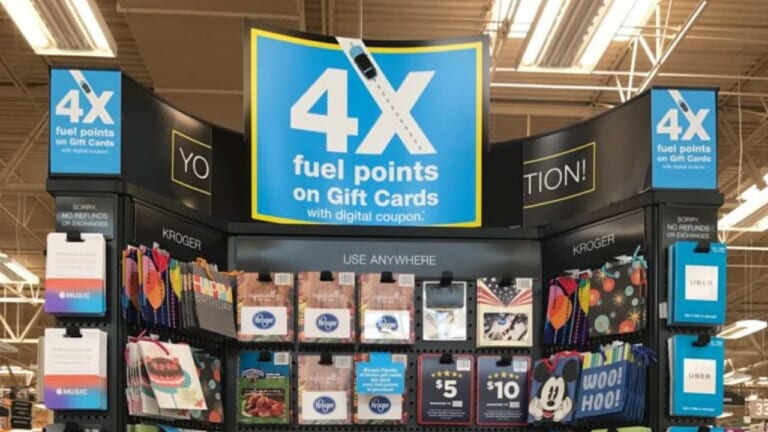 4X
fuel points
on Gift Cards
with digital coupon.*
4X
fuel points
on Gift Cards
with digital coupon.
4X
fuel points
on Gift Cards
with digital coupon.
YO
TION!
SORRY,
NO REFUNDS
OR EXCHANGES
KROGER
USE ANYWHERE
KROGER
SORRY
NO REFUNDS
OR EXCHANGES
MUSIC
MUSIC
BIRTHDAY
Kroger
Kroger
Kroger
Kroger
Kroger
$5
$10
WOO!
HOO!
UBER
UBER
33